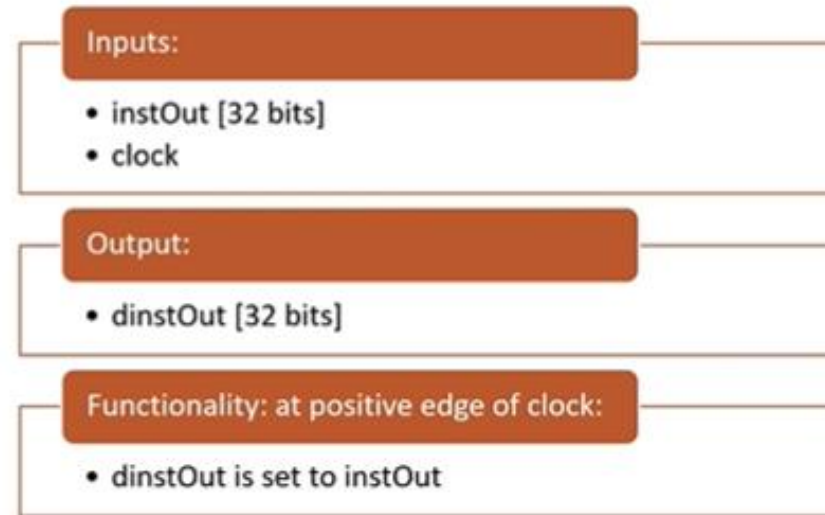 Inputs:
• instOut [32 bits]
• clock
Output:
• dinstOut [32 bits]
Functionality: at positive edge of clock:
• dinstOut is set to instOut